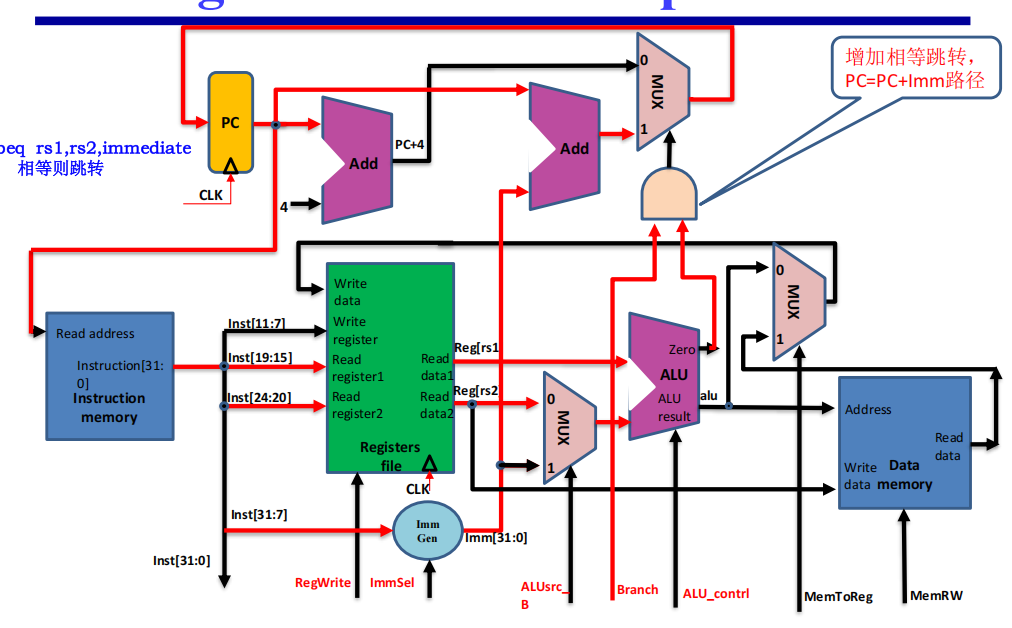 增加相等跳转，
PC=PC+Imm路径
0
MUX
1
PC
Add
PC+4
Add
beq rs1,rs2,immediate
相等则跳转
CLK
4
Write
data
Write
register
Read
register1
Read
register2
Read
data1
Read
data2
Registers
file
CLK
Read address
Instruction[31:
0]
Instruction
memory
Inst[11:7]
Inst[19:15]
Inst[24:20]
Reg[rs1
Reg[rs2
0
MUX
1
Zero
ALU
ALU
result
alu
0
MUX
1
Address
Read
data
Write
data
Data
memory
Inst[31:7]
Imm
Gen
Imm[31:0]
Inst[31:0]
RegWrite
ImmSel
ALUsrc_
B
Branch
ALU_contrl
MemToReg
MemRW